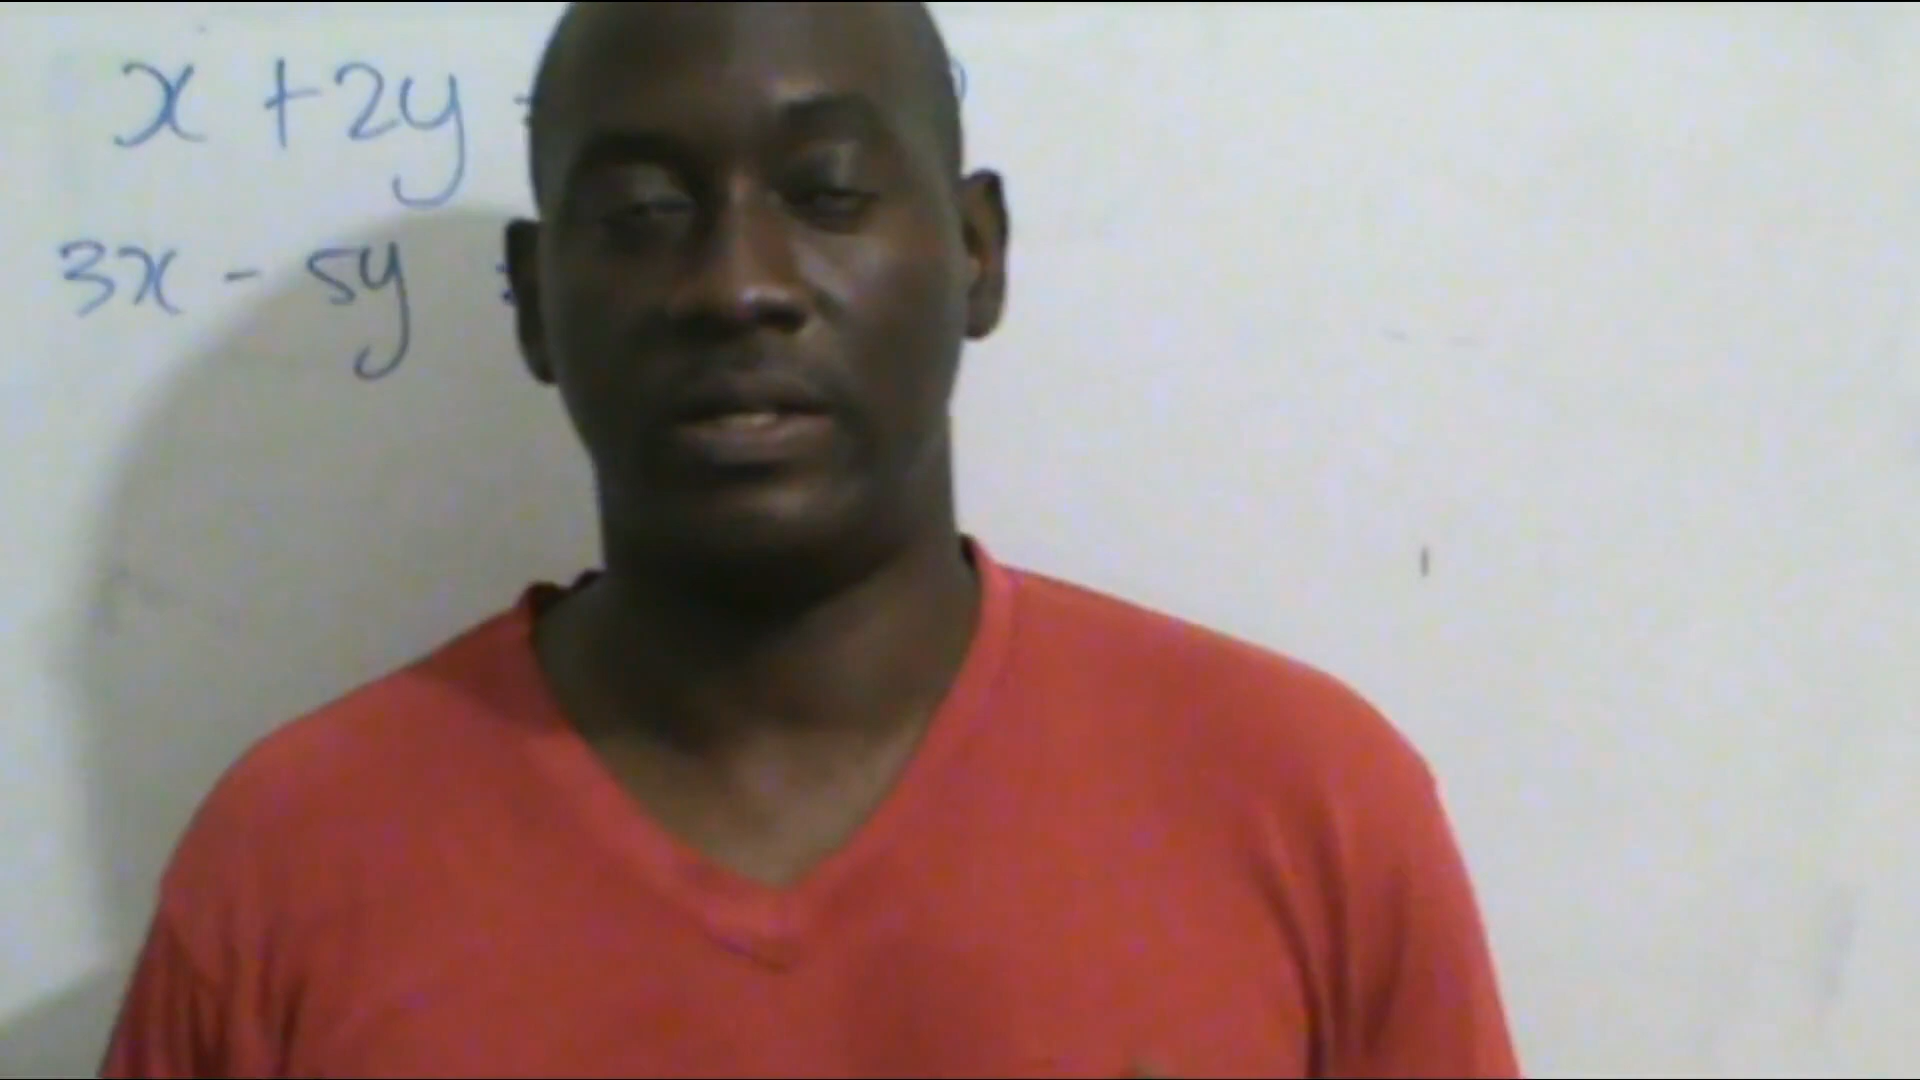 x + 2y =
3x - 5y =